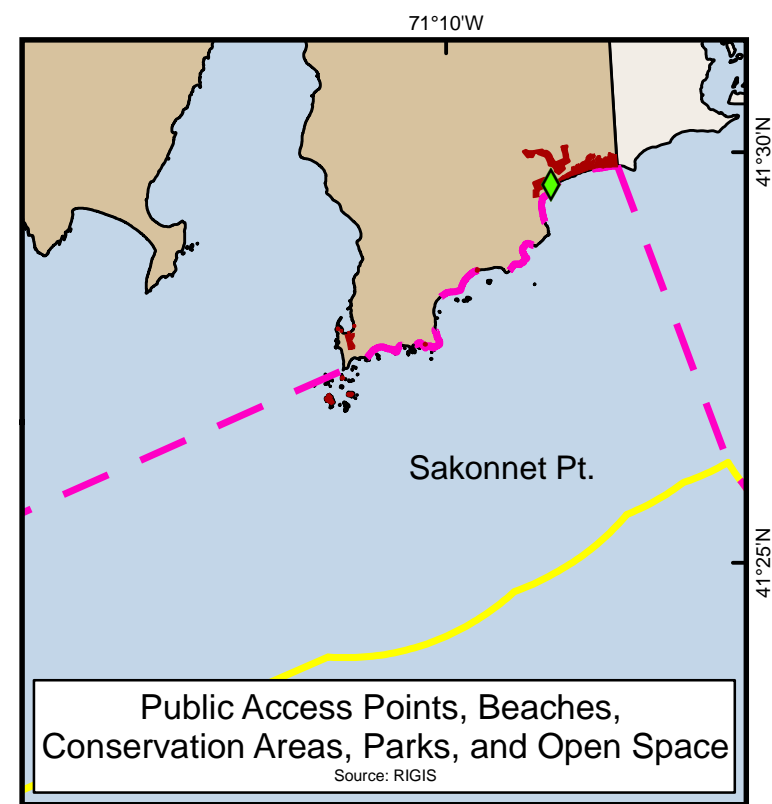 71°10'W
41°30'N
Sakonnet Pt.
41°25'N
Public Access Points, Beaches,
Conservation Areas, Parks, and Open Space
Source: RIGIS